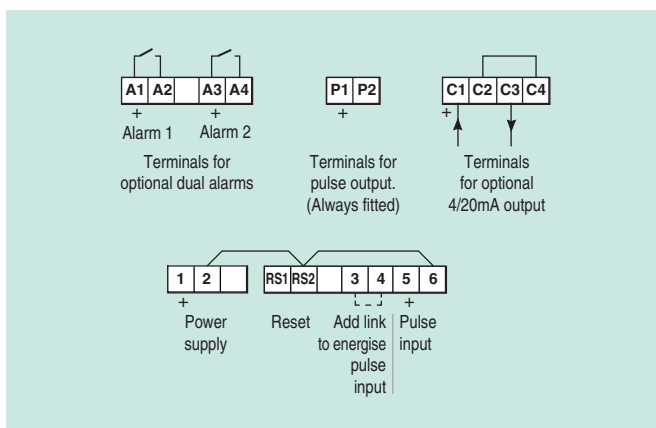 A1 A2 A3 A4
+ +
Alarm 1 Alarm 2
Terminals for
optional dual alarms
P1 P2
+
Terminals for
pulse output.
(Always fitted)
C1 C2 C3 C4
+
Terminals
for optional
4/20mA output
1 2
+
Power
supply
RS1 RS2 3 4 5 6
+
Reset
Add link
to energise
pulse
input
Pulse
input